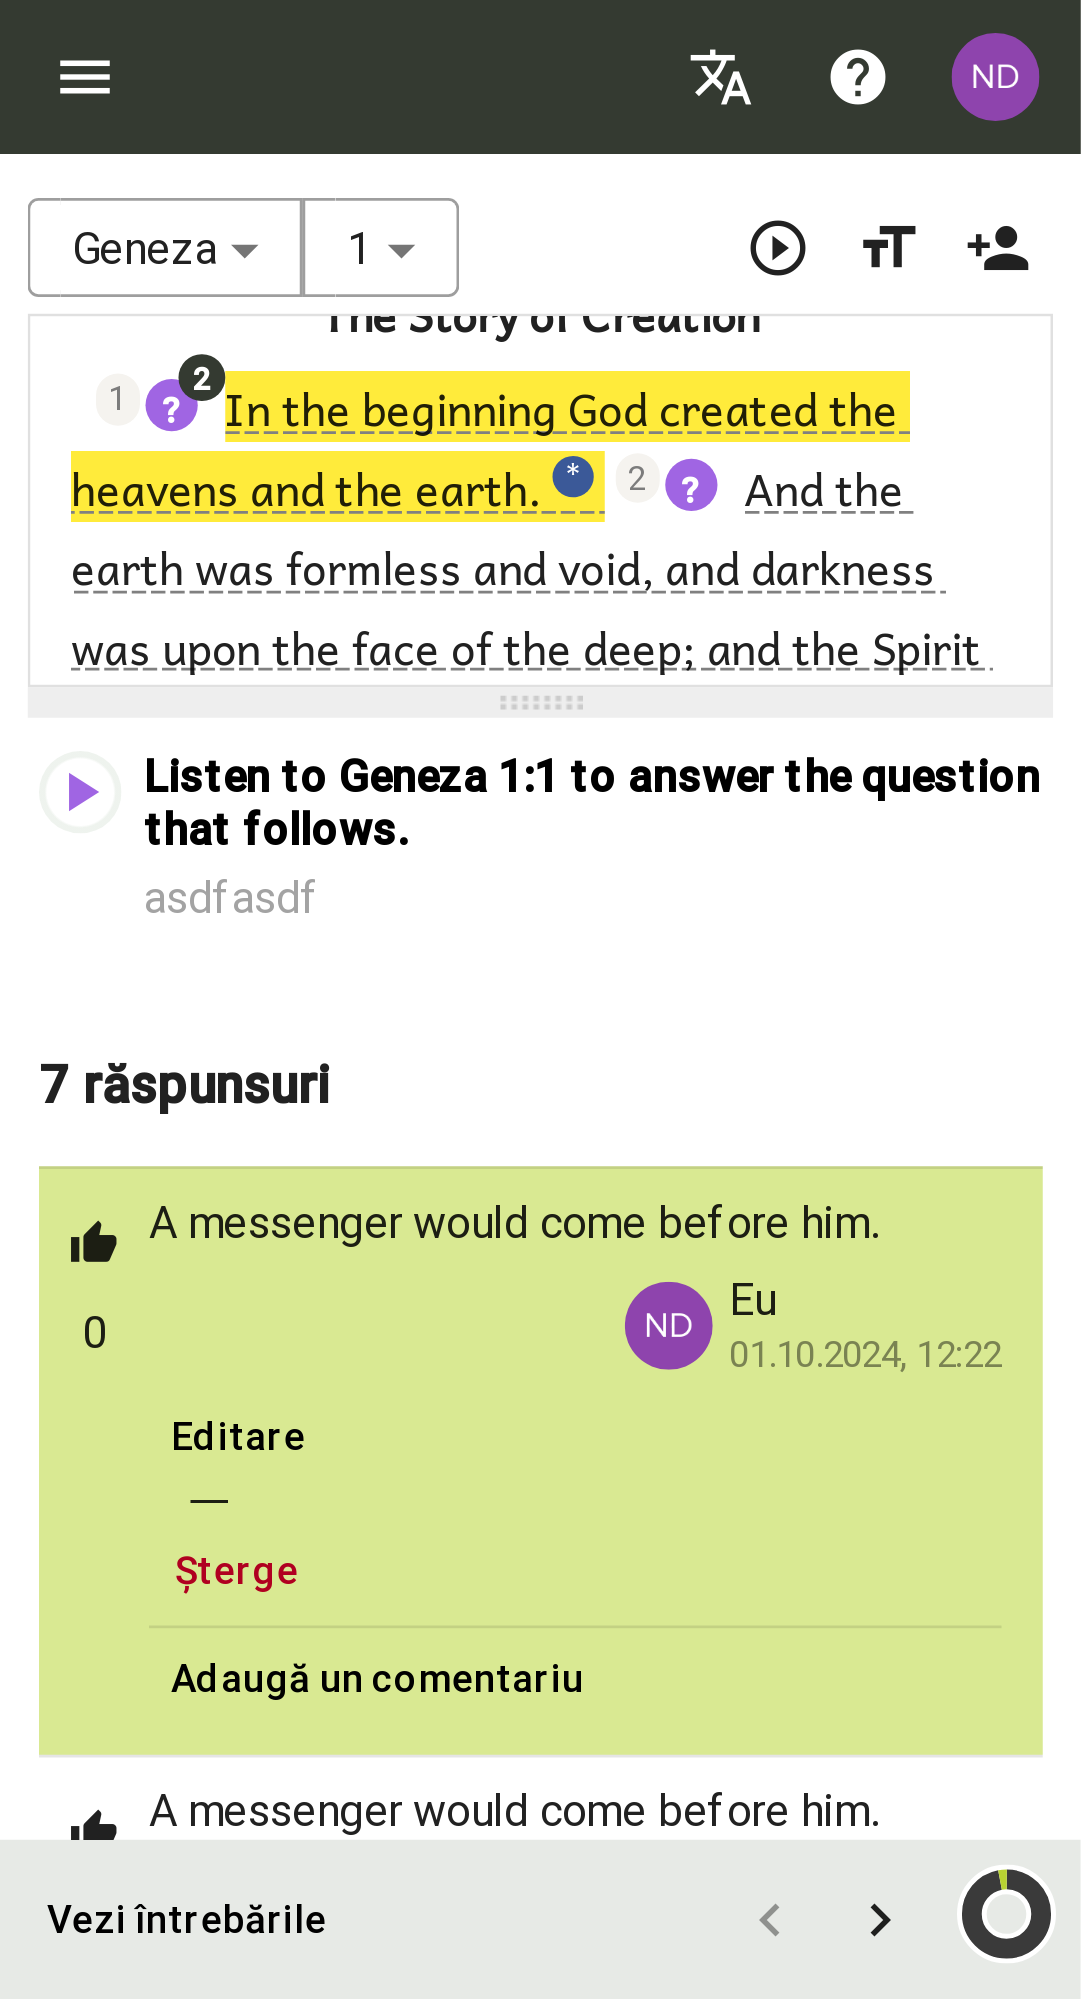 ND
Geneza 1
The Story of Creation
1 ? 2 In the beginning God created the
heavens and the earth. * 2 ? And the
earth was formless and void, and darkness
was upon the face of the deep; and the Spirit
Listen to Geneza 1:1 to answer the question
that follows.
asdfasdf
7 răspunsuri
A messenger would come before him.
0
ND Eu
01.10.2024, 12:22
Editare
—
Șterge
Adaugă un comentariu
A messenger would come before him.
Vezi întrebările